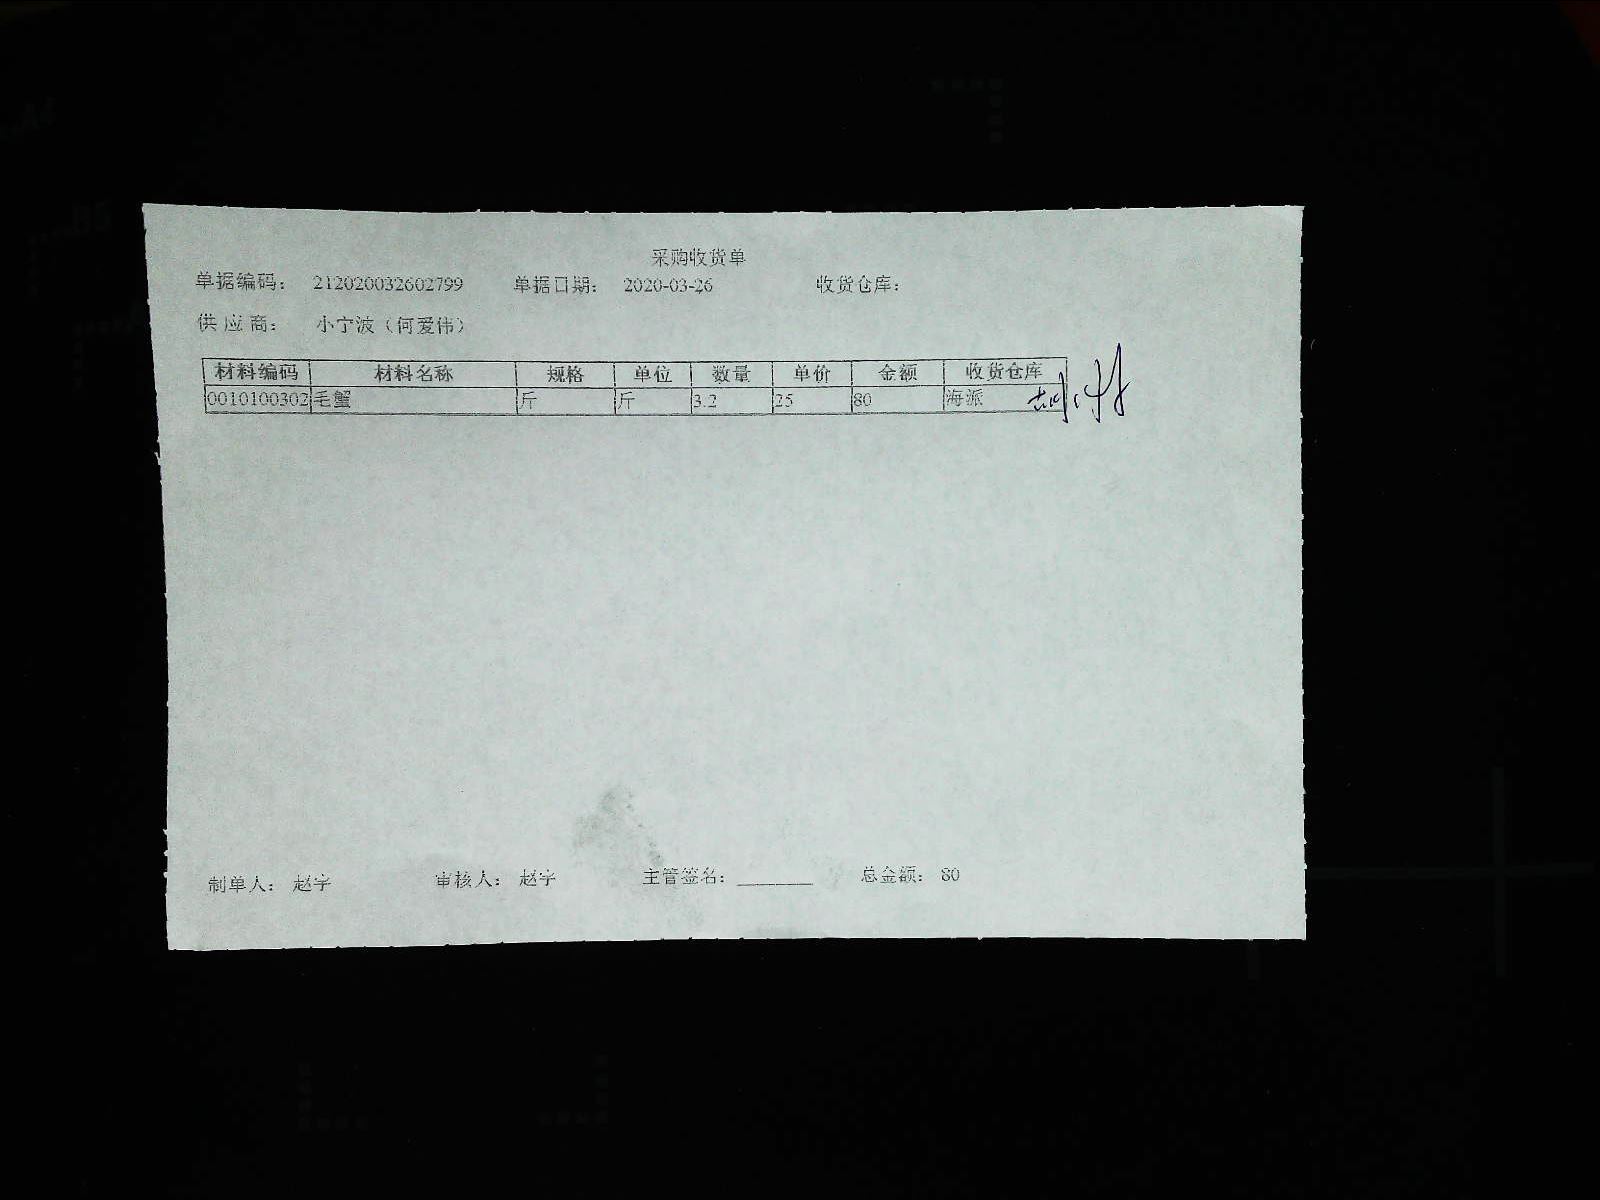 采购收货单
单据编码： 212020032602799 单据日期： 2020-03-26 收货仓库：
供 应 商： 小宁波（何爱伟）
材料编码 材料名称 规格 单位 数量 单价 金额 收货仓库
0010100302 毛蟹 斤 斤 3.2 25 80 海派
制单人： 赵宇 审核人： 赵宇 主管签名：________ 总金额： 80